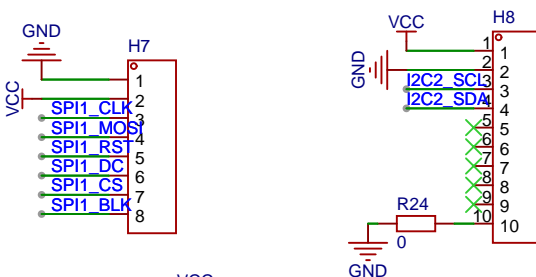 GND
H7
VCC
1
2
SPI1_CLK
3
SPI1_MOSI
4
SPI1_RST
5
SPI1_DC
6
SPI1_CS
7
SPI1_BLK
8
VCC
H8
GND
1
1
2
2
I2C2_SCL
3
3
I2C2_SDA
4
4
5
5
6
6
7
7
8
8
9
9
R24
10
10
0
GND
VCC